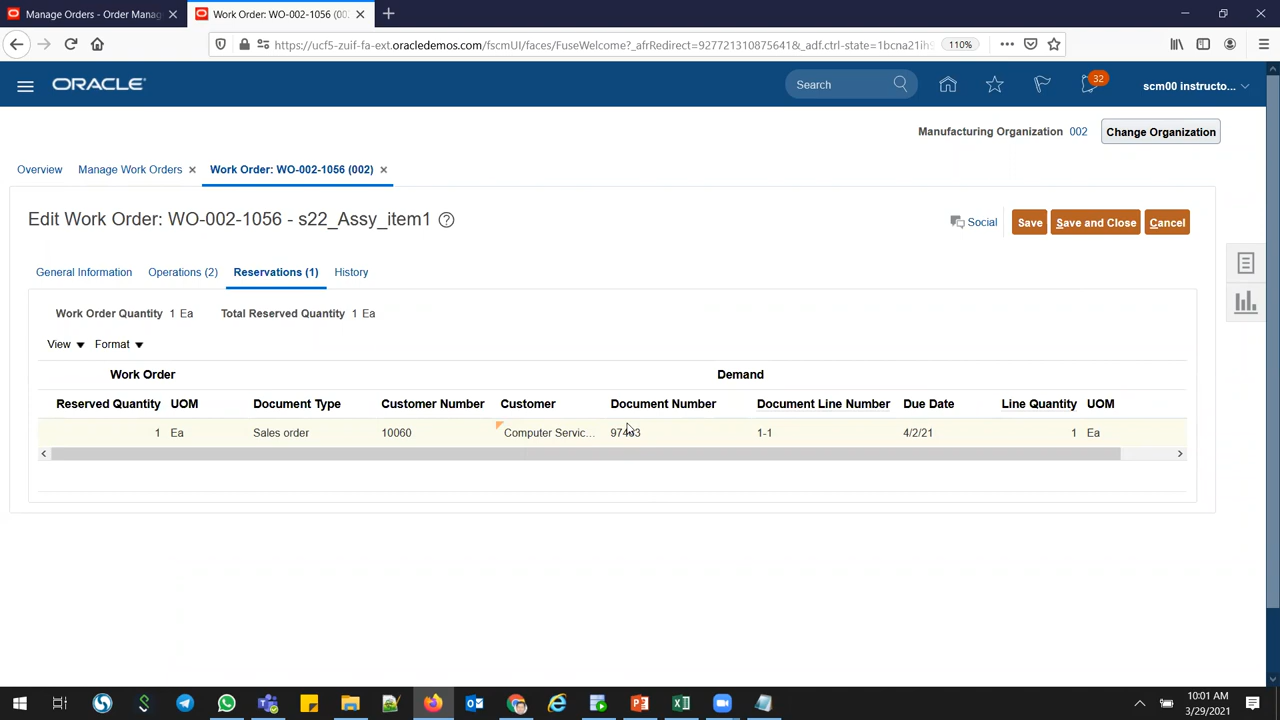 Manage Orders - Order Manag
Work Order: WO-002-1056 (00
https://ucf5-zuif-fa-ext.oracledemos.com/fscmUI/faces/FuseWelcome?_afrRedirect=927721310875641&_adf.ctrl-state=1bcna21ih
110%
ORACLE
Search
32
scm00 instructo...
Manufacturing Organization 002
Change Organization
Overview
Manage Work Orders
Work Order: WO-002-1056 (002)
Edit Work Order: WO-002-1056 - s22_Assy_item1
Social
Save
Save and Close
Cancel
General Information
Operations (2)
Reservations (1)
History
Work Order Quantity 1 Ea
Total Reserved Quantity 1 Ea
View
Format
Work Order
Demand
Reserved Quantity UOM Document Type Customer Number Customer Document Number Document Line Number Due Date Line Quantity UOM
1 Ea Sales order 10060 Computer Servic... 1-1 4/2/21 1 Ea
10:01 AM
3/29/2021